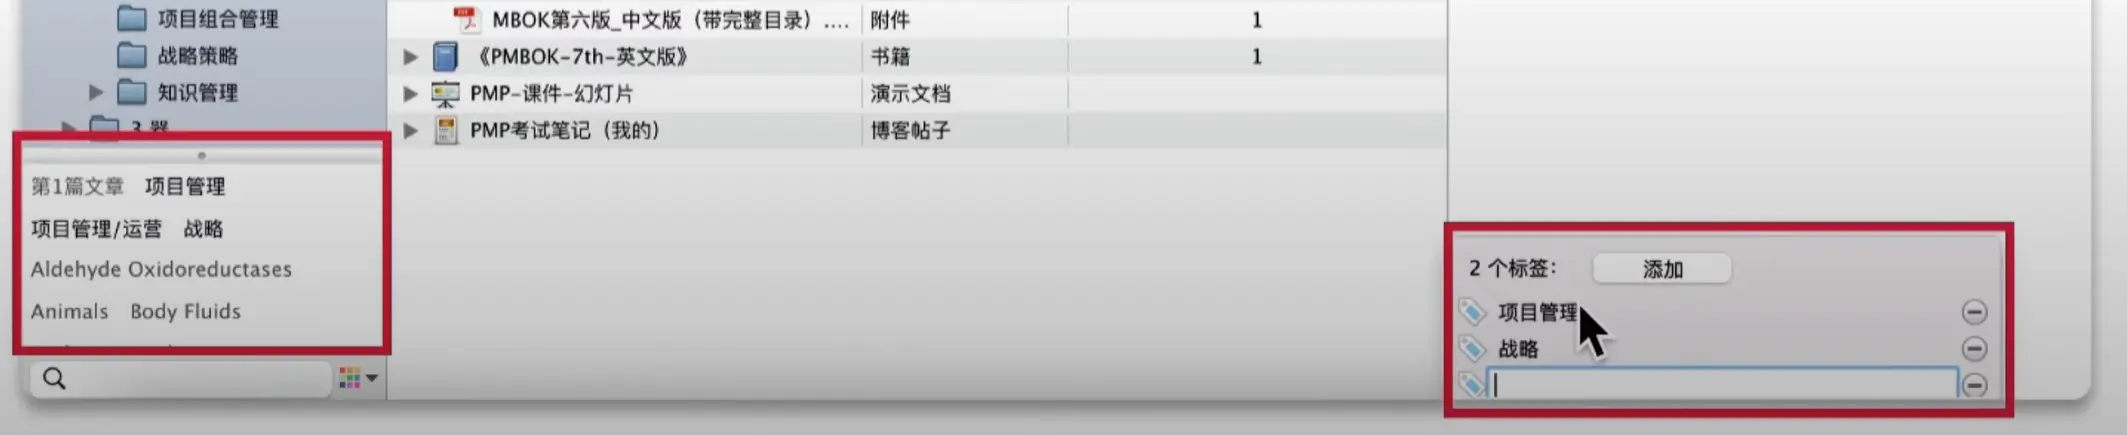 项目组合管理
战略策略
知识管理
3 器
MBOK第六版_中文版（带完整目录）.... 附件 1
《PMBOK-7th-英文版》 书籍 1
PMP-课件-幻灯片 演示文档
PMP考试笔记（我的） 博客帖子
第1篇文章 项目管理
项目管理/运营 战略
Aldehyde Oxidoreductases
Animals Body Fluids
2 个标签： 添加
项目管理
战略